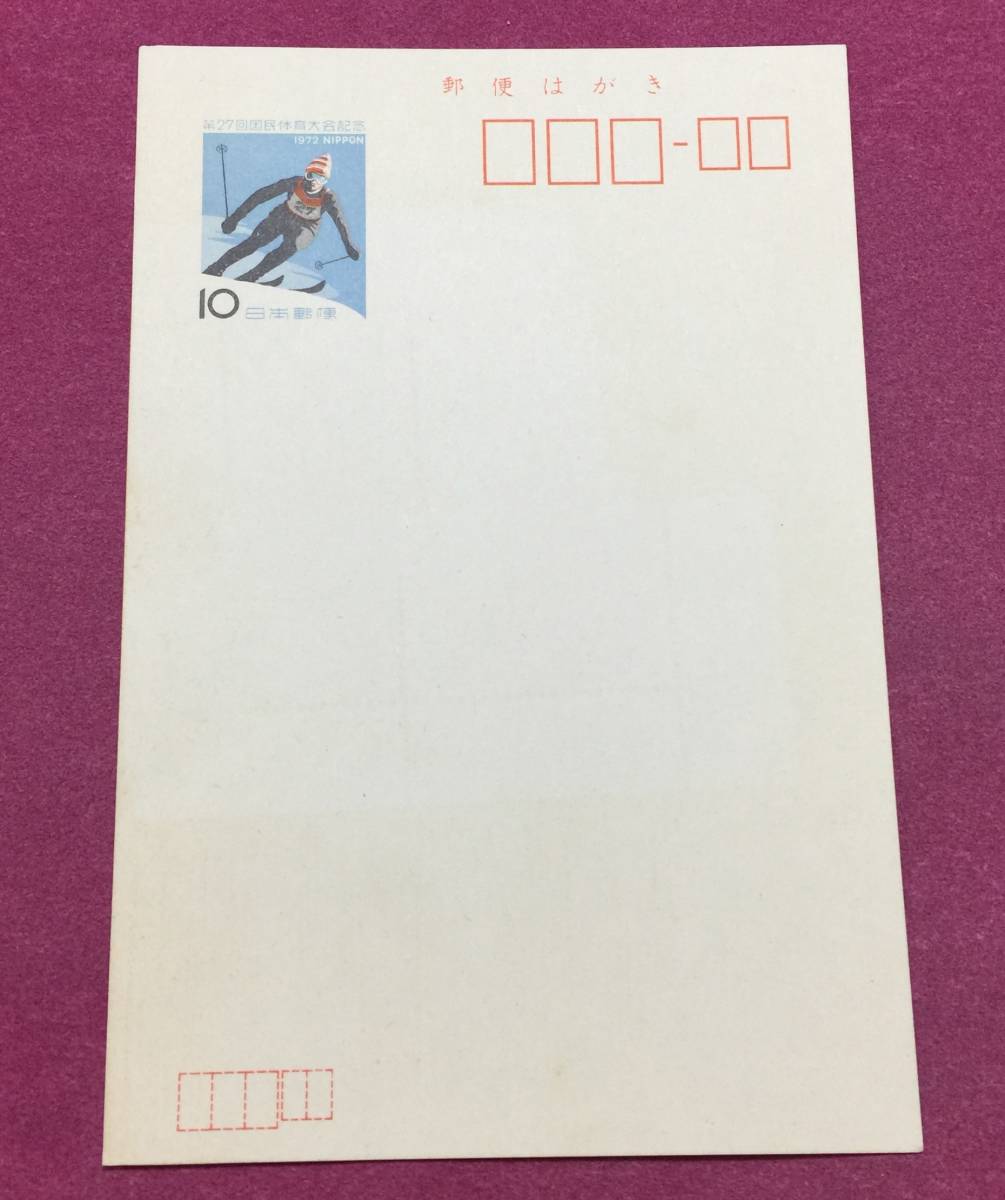 郵便はがき
第27回国民体育大会記念
1972 NIPPON
27
10 日本郵便